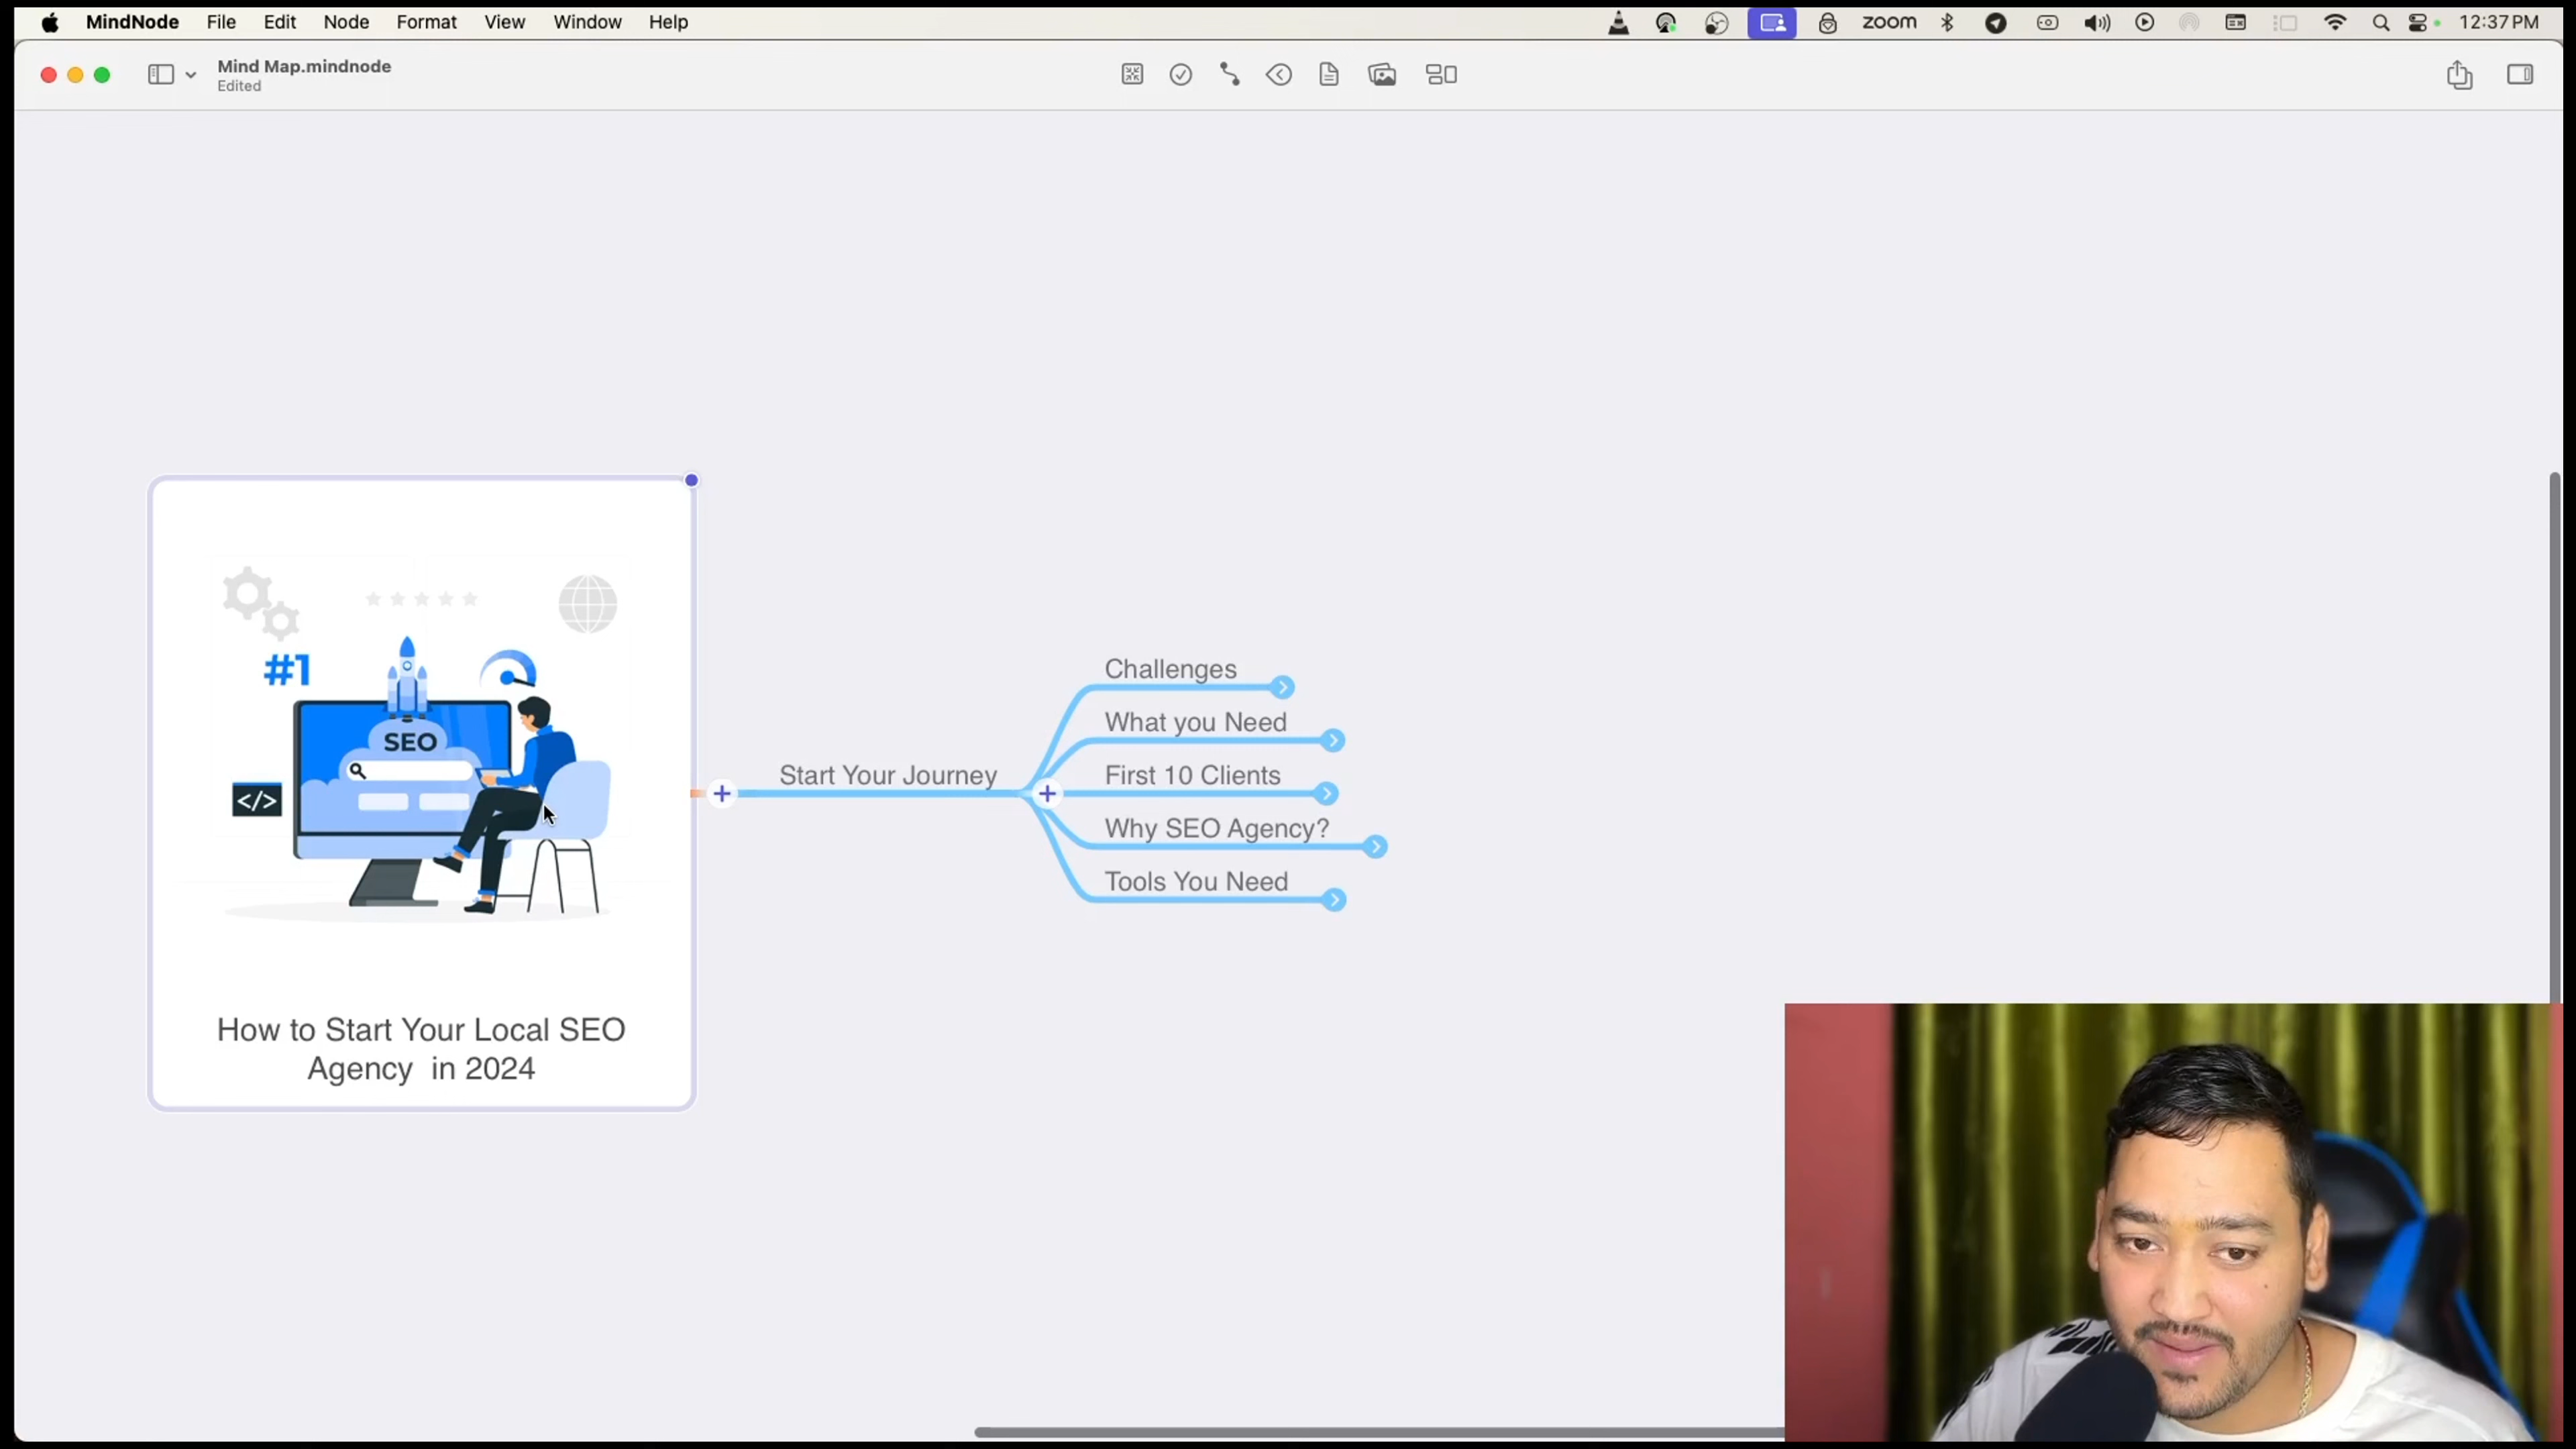 MindNode File Edit Node Format View Window Help zoom 12:37 PM
Mind Map.mindnode
Edited
#1
SEO
</>
How to Start Your Local SEO
Agency in 2024
Start Your Journey
Challenges
What you Need
First 10 Clients
Why SEO Agency?
Tools You Need